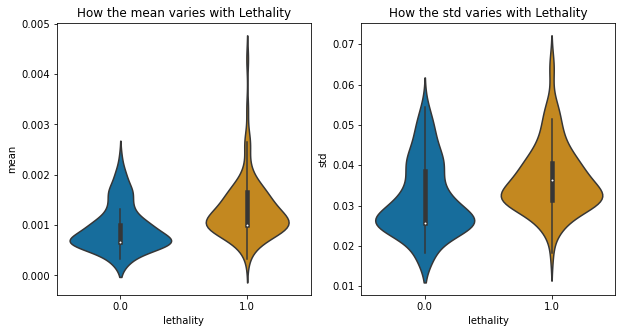 How the mean varies with Lethality
0.005
0.004
0.003
0.002
0.001
0.000
mean
0.0
1.0
lethality
How the std varies with Lethality
0.07
0.06
0.05
0.04
0.03
0.02
0.01
std
0.0
1.0
lethality